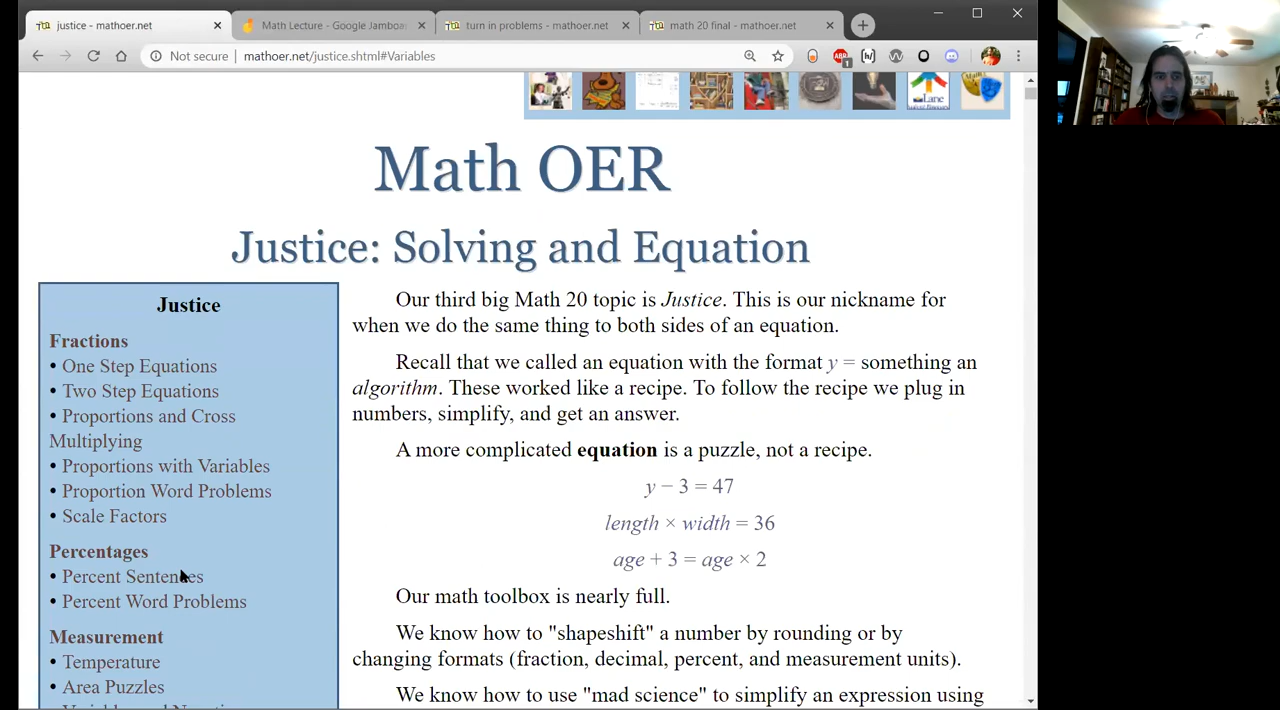 justice - mathoer.net
Math Lecture - Google Jamboa
turn in problems - mathoer.net
math 20 final - mathoer.net
Not secure
mathoer.net/justice.shtml#Variables
ABP
1
Lane
Math OER
Justice: Solving and Equation
Justice
Fractions
• One Step Equations
• Two Step Equations
• Proportions and Cross
Multiplying
• Proportions with Variables
• Proportion Word Problems
• Scale Factors
Percentages
• Percent Sentences
• Percent Word Problems
Measurement
• Temperature
• Area Puzzles
Our third big Math 20 topic is Justice. This is our nickname for
when we do the same thing to both sides of an equation.
Recall that we called an equation with the format y = something an
algorithm. These worked like a recipe. To follow the recipe we plug in
numbers, simplify, and get an answer.
A more complicated equation is a puzzle, not a recipe.
y − 3 = 47
length × width = 36
age + 3 = age × 2
Our math toolbox is nearly full.
We know how to "shapeshift" a number by rounding or by
changing formats (fraction, decimal, percent, and measurement units).
We know how to use "mad science" to simplify an expression using